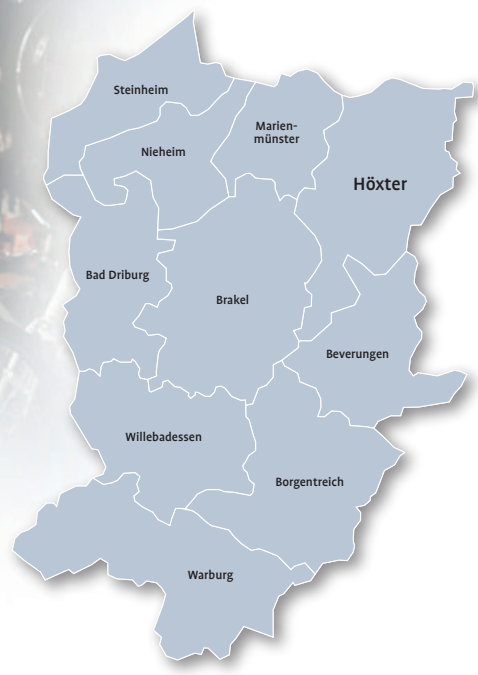 Steinheim
Marien-
münster
Nieheim
Höxter
Bad Driburg
Brakel
Beverungen
Willebadessen
Borgentreich
Warburg